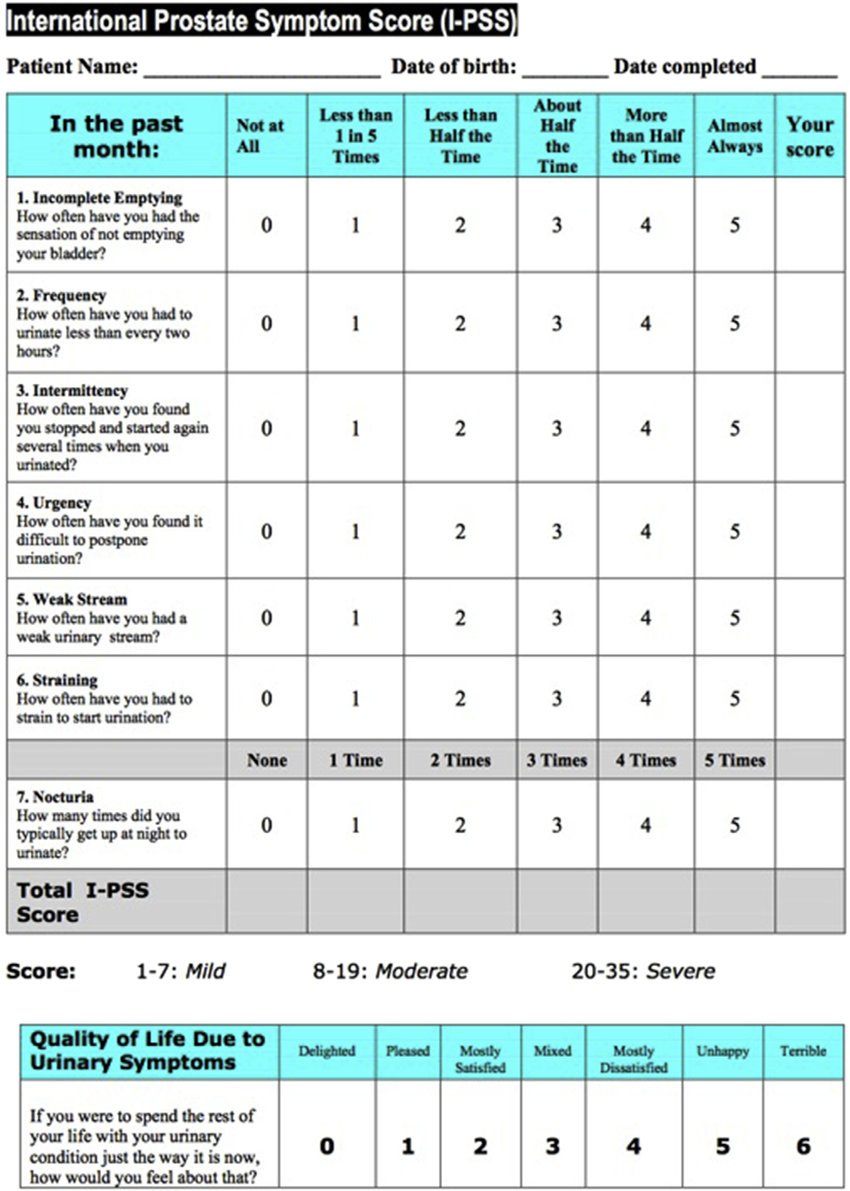 International Prostate Symptom Score (I-PSS)
Patient Name: ______________________ Date of birth: ________ Date completed _______
In the past
month:
Not at
All
Less than
1 in 5
Times
Less than
Half the
Time
About
Half
the
Time
More
than Half
the Time
Almost
Always
Your
score
1. Incomplete Emptying
How often have you had the
sensation of not emptying
your bladder?
0 1 2 3 4 5
2. Frequency
How often have you had to
urinate less than every two
hours?
0 1 2 3 4 5
3. Intermittency
How often have you found
you stopped and started again
several times when you
urinated?
0 1 2 3 4 5
4. Urgency
How often have you found it
difficult to postpone
urination?
0 1 2 3 4 5
5. Weak Stream
How often have you had a
weak urinary stream?
0 1 2 3 4 5
6. Straining
How often have you had to
strain to start urination?
0 1 2 3 4 5
None 1 Time 2 Times 3 Times 4 Times 5 Times
7. Nocturia
How many times did you
typically get up at night to
urinate?
0 1 2 3 4 5
Total I-PSS
Score
Score: 1-7: Mild 8-19: Moderate 20-35: Severe
Quality of Life Due to
Urinary Symptoms
Delighted
Pleased
Mostly
Satisfied
Mixed
Mostly
Dissatisfied
Unhappy
Terrible
If you were to spend the rest of
your life with your urinary
condition just the way it is now,
how would you feel about that?
0 1 2 3 4 5 6